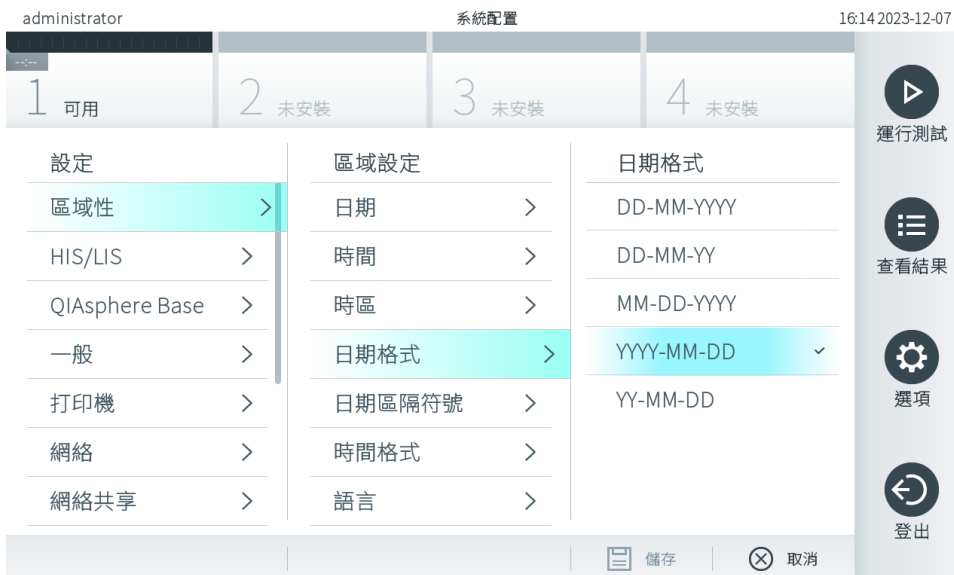 administrator
系統配置
16:14 2023-12-07
--:--
1 可用
2 未安裝
3 未安裝
4 未安裝
運行測試
查看結果
選項
登出
設定
區域性
HIS/LIS
QIAsphere Base
一般
打印機
網絡
網絡共享
區域設定
日期
時間
時區
日期格式
日期區隔符號
時間格式
語言
日期格式
DD-MM-YYYY
DD-MM-YY
MM-DD-YYYY
YYYY-MM-DD
YY-MM-DD
儲存
取消